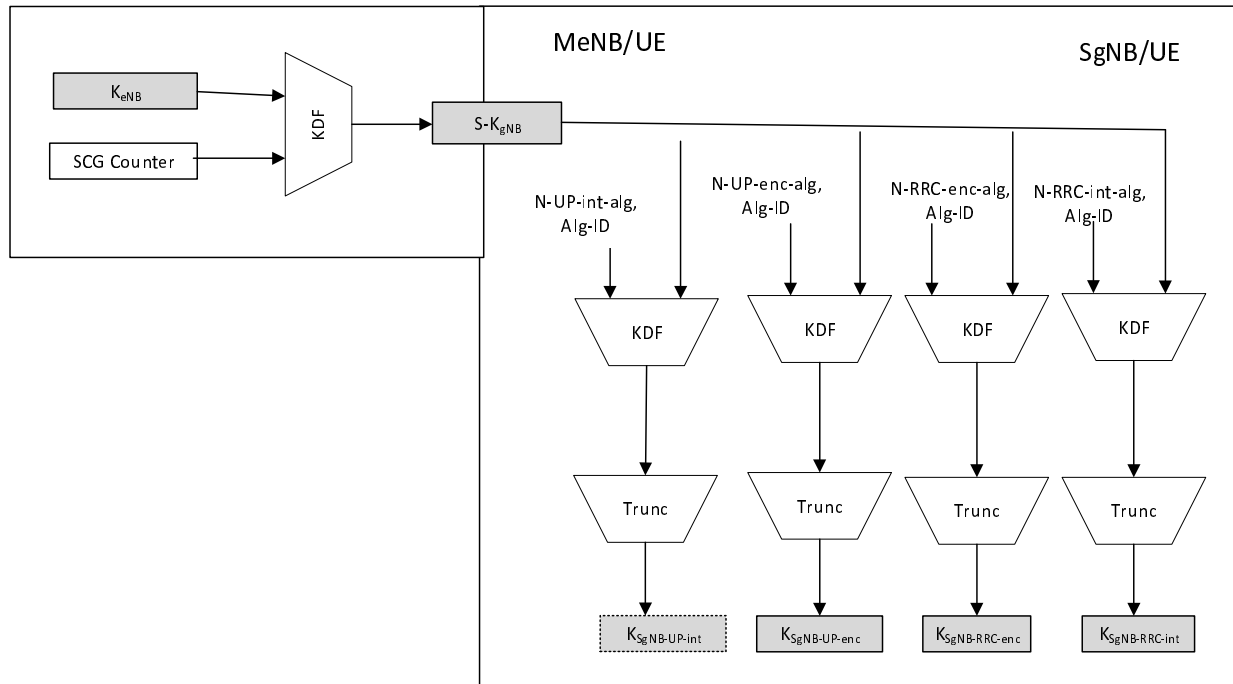 MeNB/UE
SgNB/UE
KeNB
KDF
SCG Counter
S-KgNB
N-UP-int-alg,
Alg-ID
N-UP-enc-alg,
Alg-ID
N-RRC-enc-alg,
Alg-ID
N-RRC-int-alg,
Alg-ID
KDF
KDF
KDF
KDF
Trunc
Trunc
Trunc
Trunc
KSgNB-UP-int
KSgNB-UP-enc
KSgNB-RRC-enc
KSgNB-RRC-int